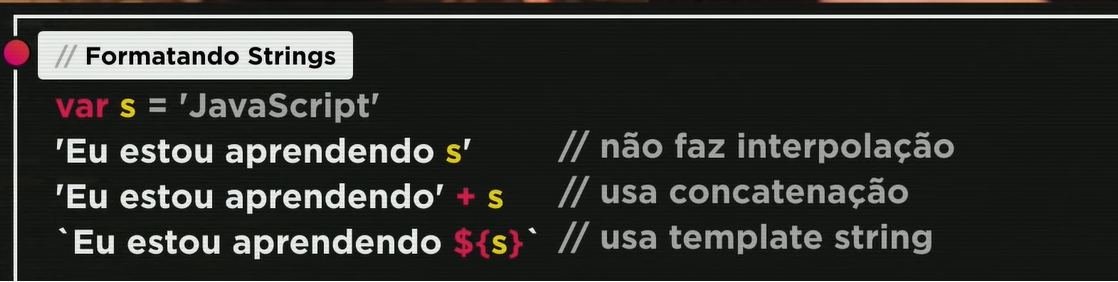 // Formatando Strings
var s = 'JavaScript'
'Eu estou aprendendo s' // não faz interpolação
'Eu estou aprendendo' + s // usa concatenação
`Eu estou aprendendo ${s}` // usa template string